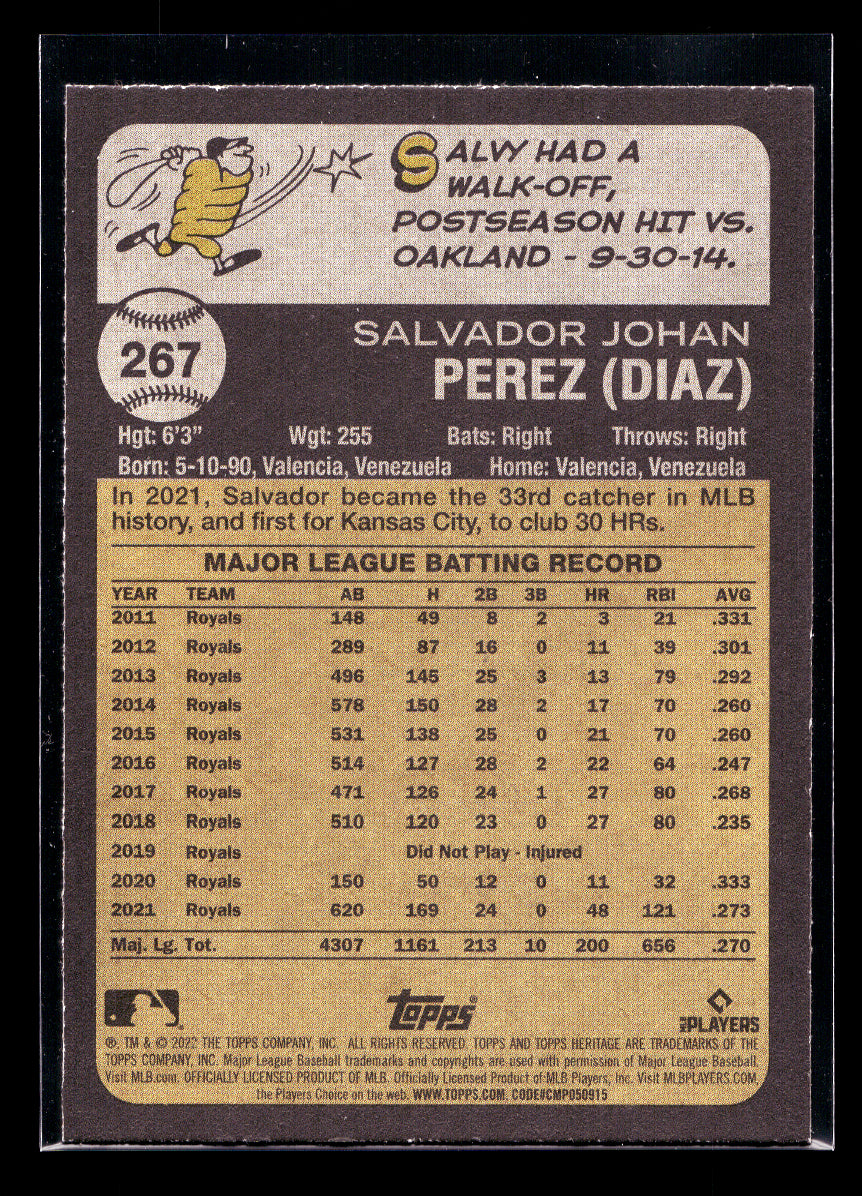 SALVY HAD A
WALK-OFF,
POSTSEASON HIT VS.
OAKLAND - 9-30-14.
267
SALVADOR JOHAN
PEREZ (DIAZ)
Hgt: 6'3" Wgt: 255 Bats: Right Throws: Right
Born: 5-10-90, Valencia, Venezuela Home: Valencia, Venezuela
In 2021, Salvador became the 33rd catcher in MLB
history, and first for Kansas City, to club 30 HRs.
MAJOR LEAGUE BATTING RECORD
YEAR TEAM AB H 2B 3B HR RBI AVG
2011 Royals 148 49 8 2 3 21 .331
2012 Royals 289 87 16 0 11 39 .301
2013 Royals 496 145 25 3 13 79 .292
2014 Royals 578 150 28 2 17 70 .260
2015 Royals 531 138 25 0 21 70 .260
2016 Royals 514 127 28 2 22 64 .247
2017 Royals 471 126 24 1 27 80 .268
2018 Royals 510 120 23 0 27 80 .235
2019 Royals Did Not Play - Injured
2020 Royals 150 50 12 0 11 32 .333
2021 Royals 620 169 24 0 48 121 .273
Maj. Lg. Tot. 4307 1161 213 10 200 656 .270
Topps®
MLB PLAYERS
®, TM & © 2022 THE TOPPS COMPANY, INC. ALL RIGHTS RESERVED. TOPPS AND TOPPS HERITAGE ARE TRADEMARKS OF THE
TOPPS COMPANY, INC. Major League Baseball trademarks and copyrights are used with permission of Major League Baseball.
Visit MLB.com. OFFICIALLY LICENSED PRODUCT OF MLB. Officially Licensed Product of MLB Players, Inc. Visit MLBPLAYERS.COM,
the Players Choice on the web. WWW.TOPPS.COM. CODE#CMP050915